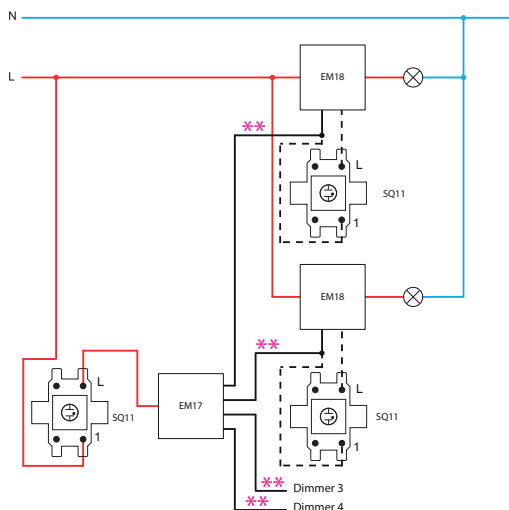 N
L
EM18
**
L
SQ11
1
EM18
**
L
L
SQ11
EM17
SQ11
1
1
** Dimmer 3
** Dimmer 4